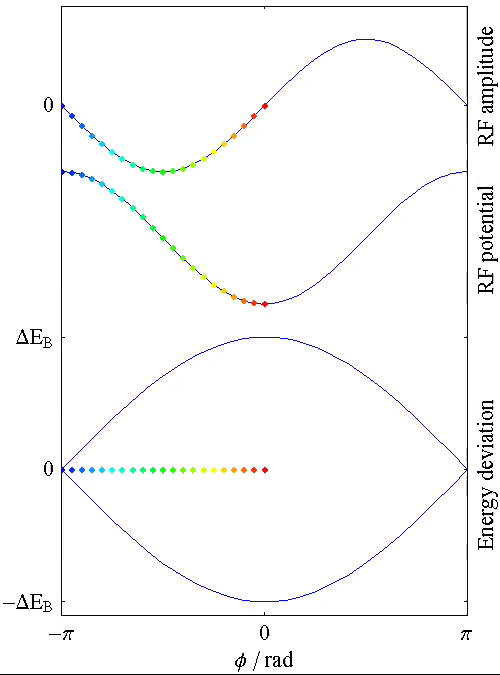 0
RF amplitude
RF potential
ΔE_B
0
Energy deviation
−ΔE_B
−π
0
π
ϕ / rad